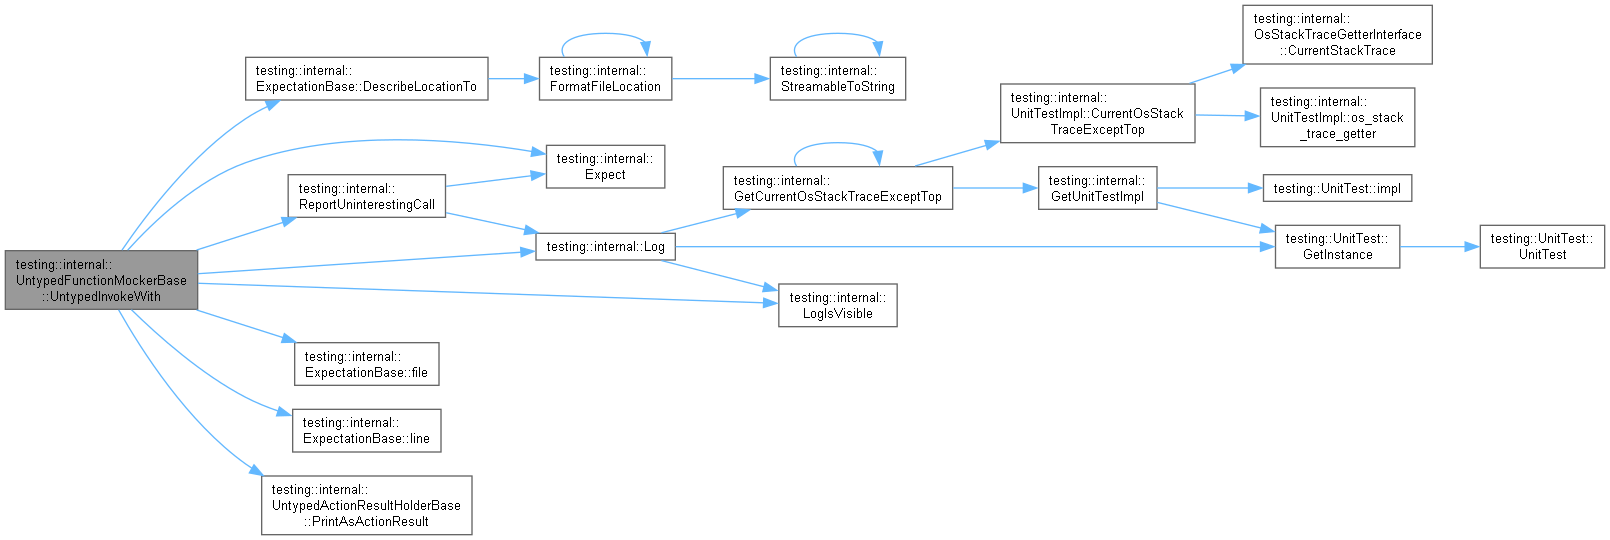 testing::internal::
UntypedFunctionMockerBase
::UntypedInvokeWith
testing::internal::
ExpectationBase::DescribeLocationTo
testing::internal::
FormatFileLocation
testing::internal::
StreamableToString
testing::internal::
Expect
testing::internal::
ReportUninterestingCall
testing::internal::Log
testing::internal::
GetCurrentOsStackTraceExceptTop
testing::internal::
UnitTestImpl::CurrentOsStack
TraceExceptTop
testing::internal::
OsStackTraceGetterInterface
::CurrentStackTrace
testing::internal::
UnitTestImpl::os_stack
_trace_getter
testing::internal::
GetUnitTestImpl
testing::UnitTest::impl
testing::UnitTest::
GetInstance
testing::UnitTest::
UnitTest
testing::internal::
LogIsVisible
testing::internal::
ExpectationBase::file
testing::internal::
ExpectationBase::line
testing::internal::
UntypedActionResultHolderBase
::PrintAsActionResult